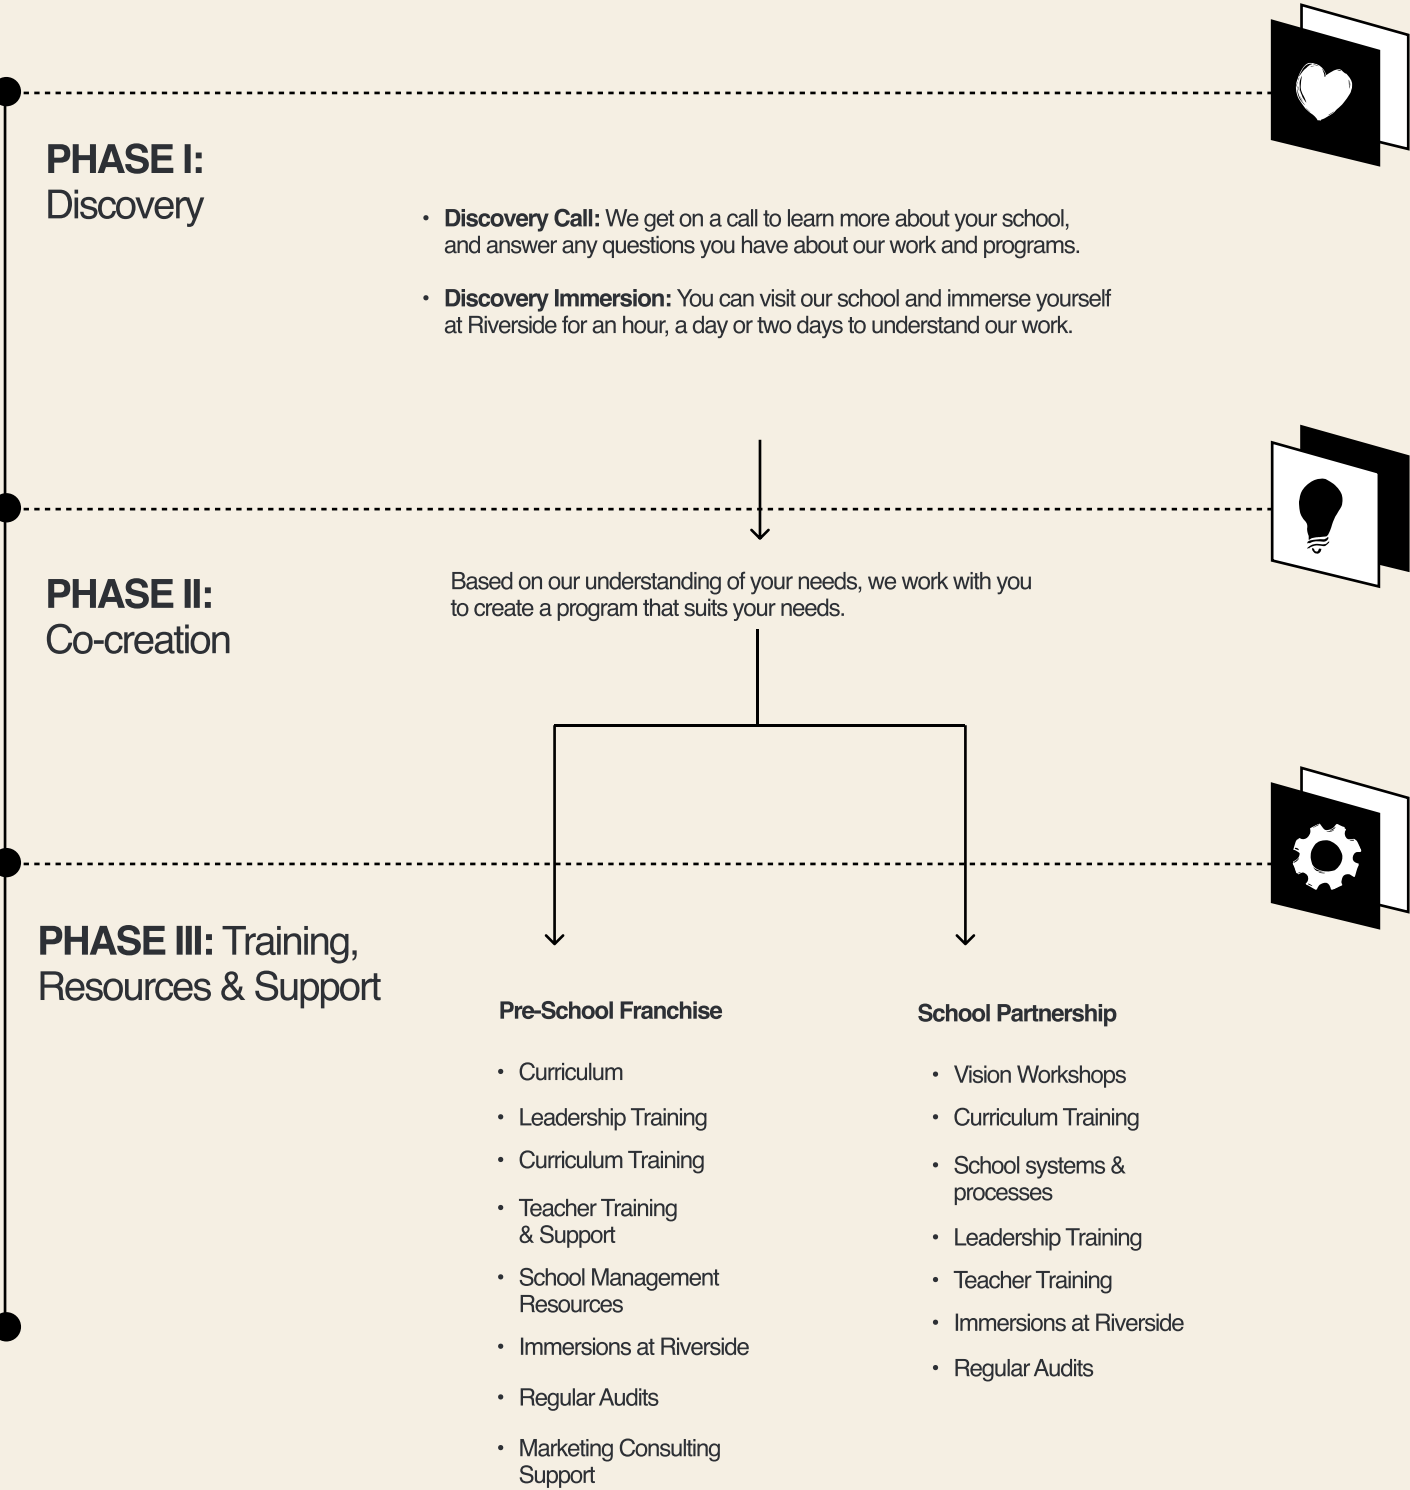 PHASE I:
Discovery
• Discovery Call: We get on a call to learn more about your school,
and answer any questions you have about our work and programs.
• Discovery Immersion: You can visit our school and immerse yourself
at Riverside for an hour, a day or two days to understand our work.
PHASE II:
Co-creation
Based on our understanding of your needs, we work with you
to create a program that suits your needs.
PHASE III: Training,
Resources & Support
Pre-School Franchise
• Curriculum
• Leadership Training
• Curriculum Training
• Teacher Training
& Support
• School Management
Resources
• Immersions at Riverside
• Regular Audits
• Marketing Consulting
Support
School Partnership
• Vision Workshops
• Curriculum Training
• School systems &
processes
• Leadership Training
• Teacher Training
• Immersions at Riverside
• Regular Audits